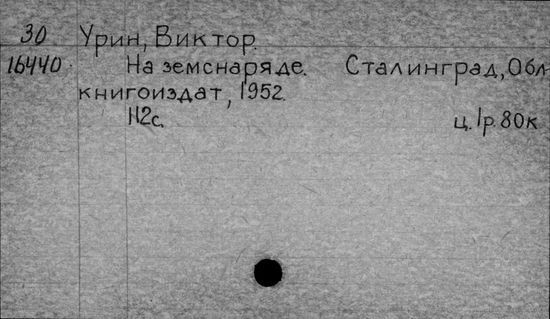 30 Урин, Виктор.
16440. На земснаряде. Сталинград, Обл
книгоиздат, 1952.
112с. ц. 1р. 80к